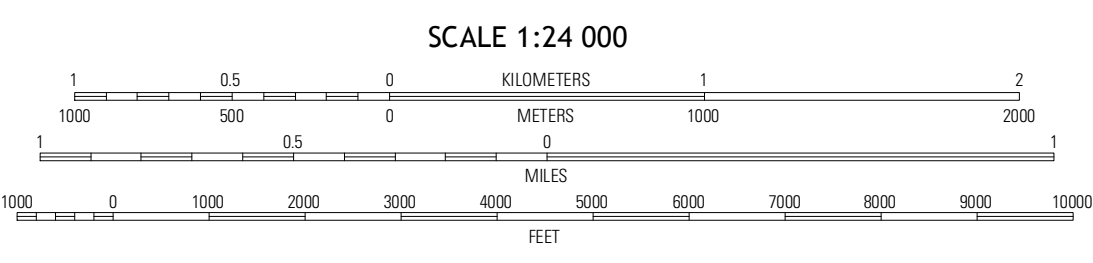 SCALE 1:24 000
1 0.5 0 KILOMETERS 1 2
1000 500 0 METERS 1000 2000
1 0.5 0 1
MILES
1000 0 1000 2000 3000 4000 5000 6000 7000 8000 9000 10000
FEET